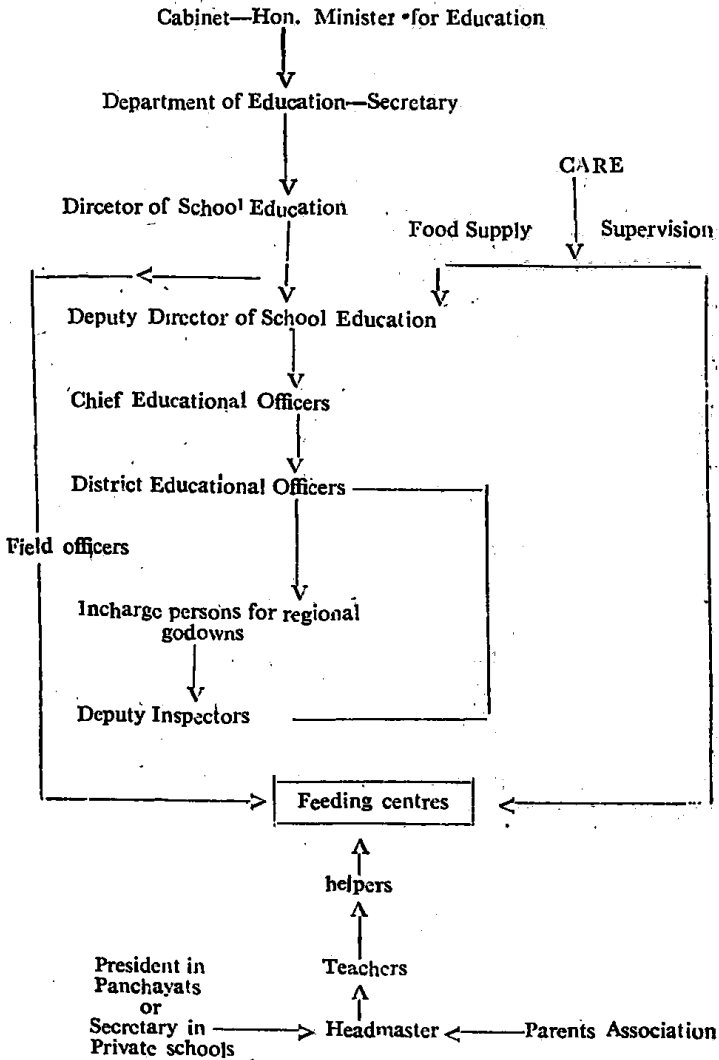 Cabinet—Hon. Minister for Education
Department of Education—Secretary
CARE
Dircetor of School Education
Food Supply
Supervision
Deputy Director of School Education
Chief Educational Officers
District Educational Officers
Field officers
Incharge persons for regional
godowns
Deputy Inspectors
Feeding centres
helpers
Teachers
President in
Panchayats
or
Secretary in
Private schools
Headmaster
Parents Association